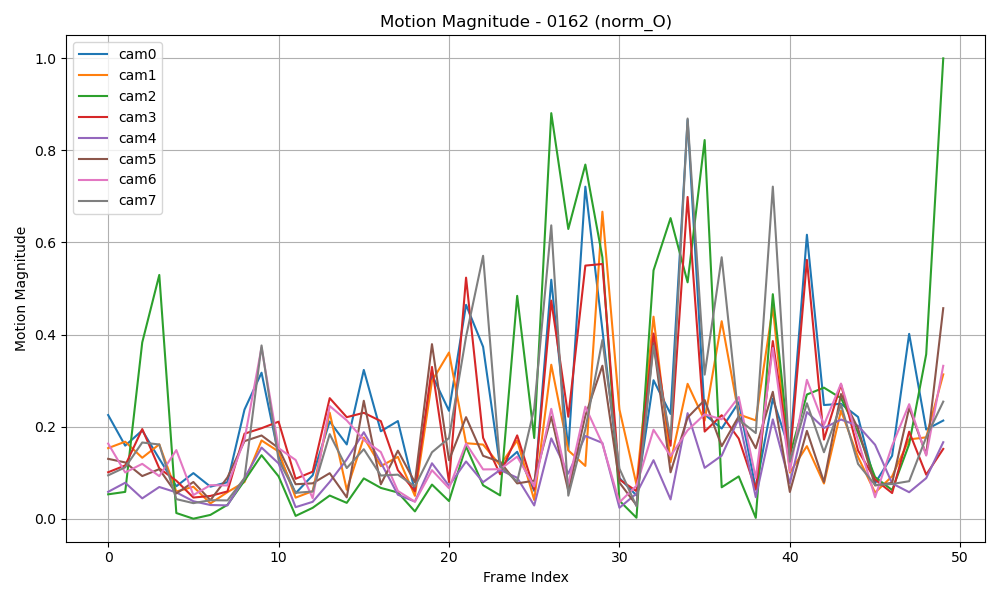 Motion Magnitude - 0162 (norm_O)
cam0
cam1
cam2
cam3
cam4
cam5
cam6
cam7
Motion Magnitude
1.0
0.8
0.6
0.4
0.2
0.0
0 10 20 30 40 50
Frame Index